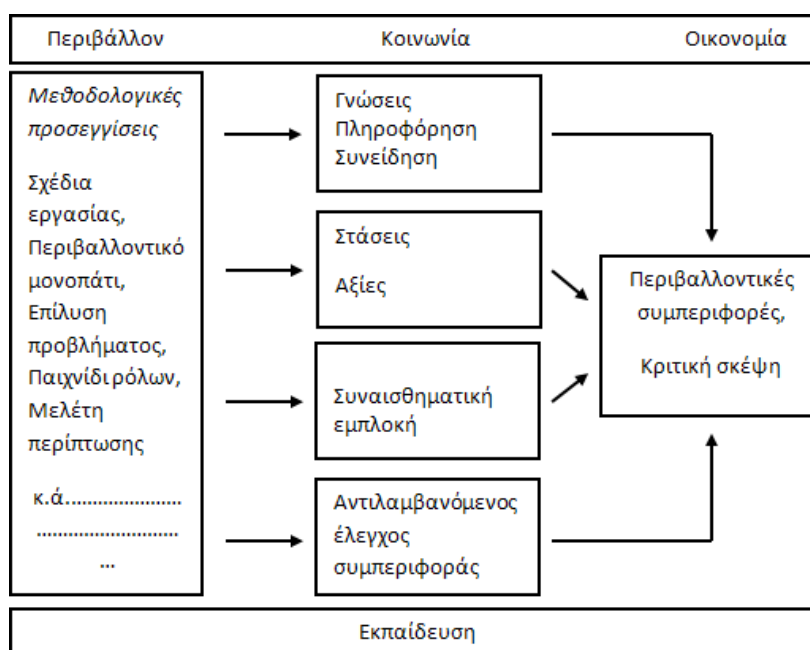 Περιβάλλον Κοινωνία Οικονομία
Μεθοδολογικές
προσεγγίσεις
Σχέδια
εργασίας,
Περιβαλλοντικό
μονοπάτι,
Επίλυση
προβλήματος,
Παιχνίδι ρόλων,
Μελέτη
περίπτωσης
κ.ά......................
...........................
...
Γνώσεις
Πληροφόρηση
Συνείδηση
Στάσεις
Αξίες
Συναισθηματική
εμπλοκή
Αντιλαμβανόμενος
έλεγχος
συμπεριφοράς
Περιβαλλοντικές
συμπεριφορές,
Κριτική σκέψη
Εκπαίδευση